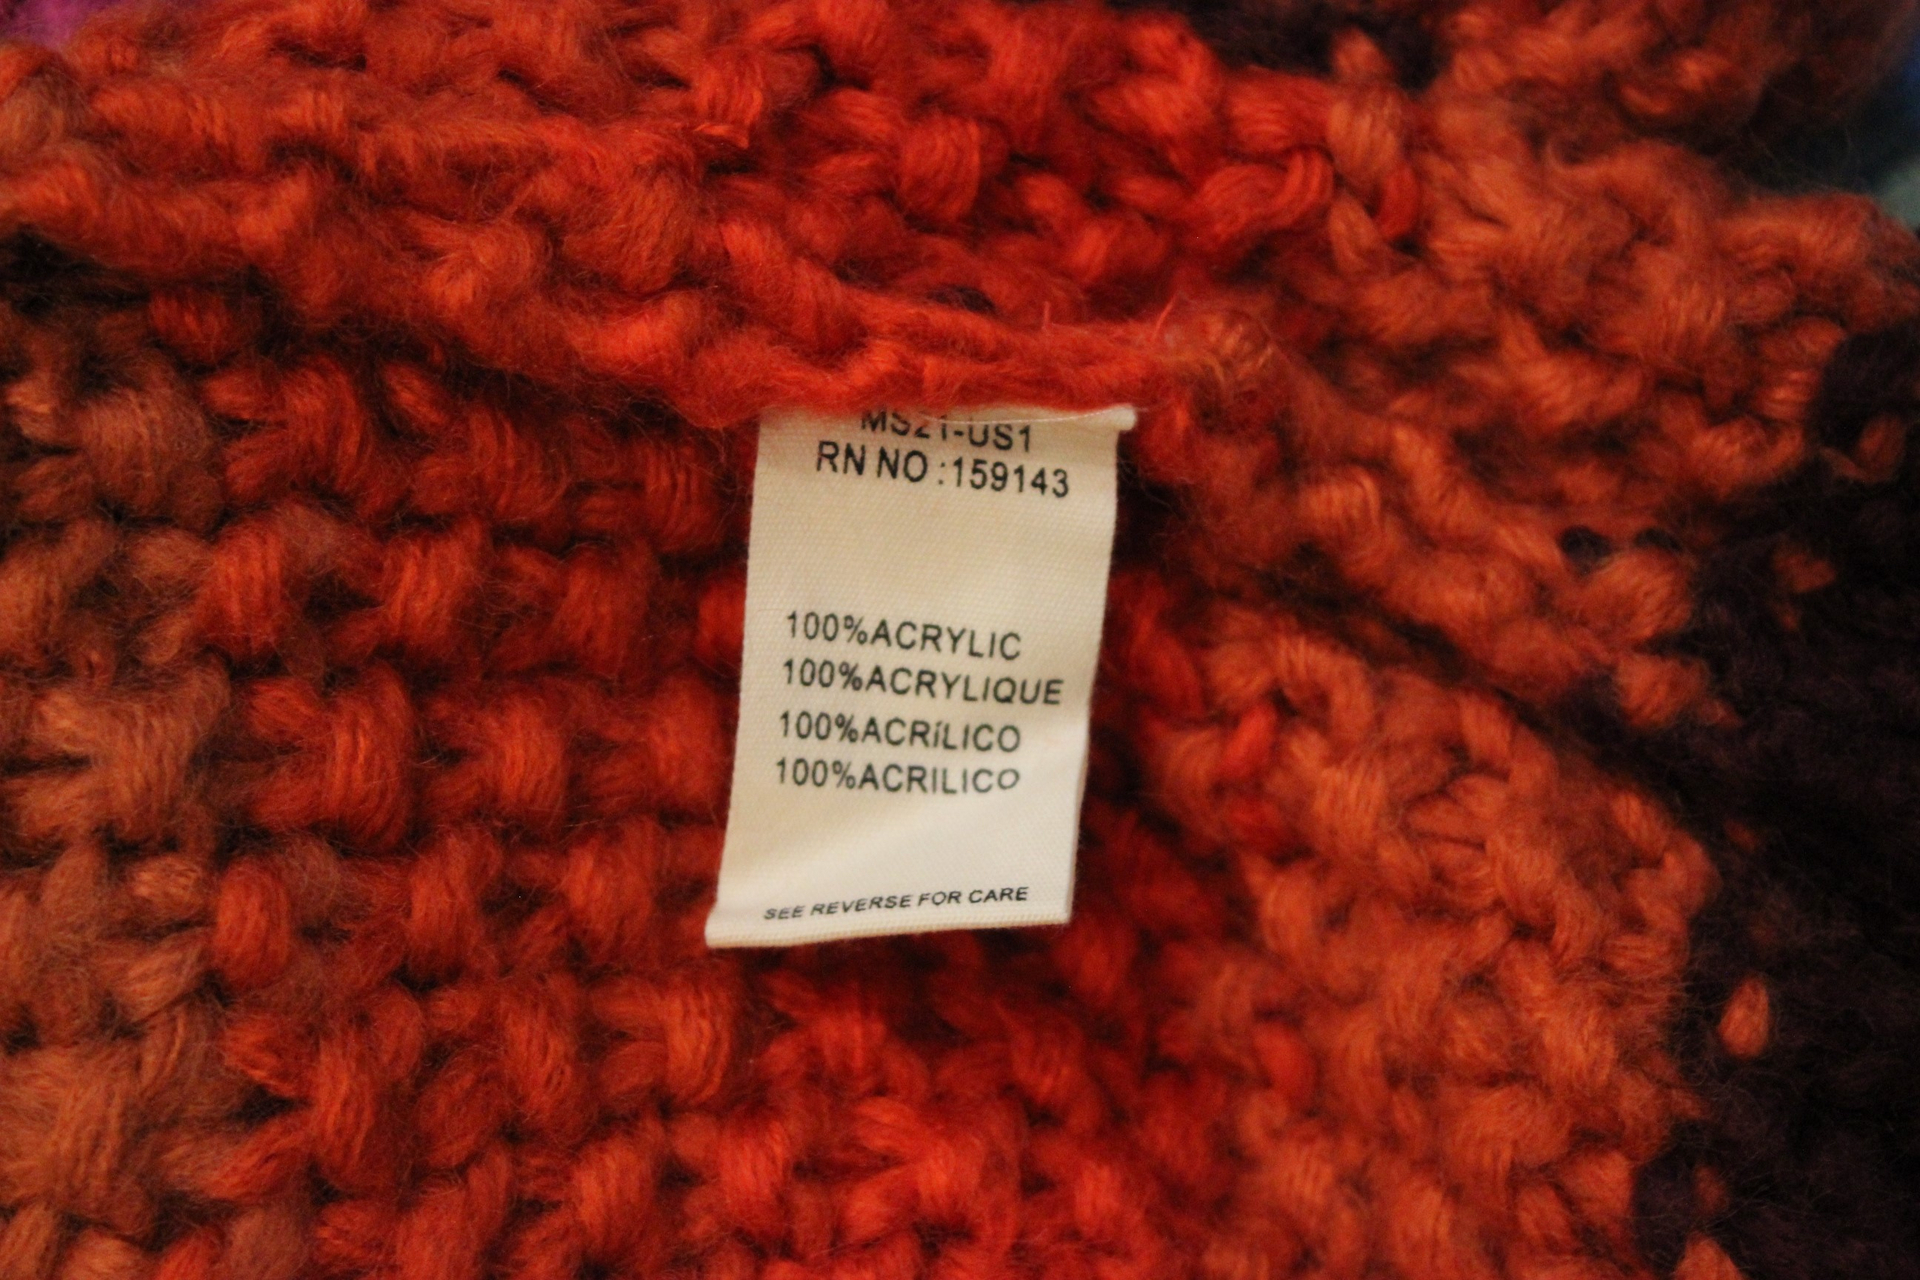 MS21-US1
RN NO :159143
100%ACRYLIC
100%ACRYLIQUE
100%ACRíLICO
100%ACRILICO
SEE REVERSE FOR CARE